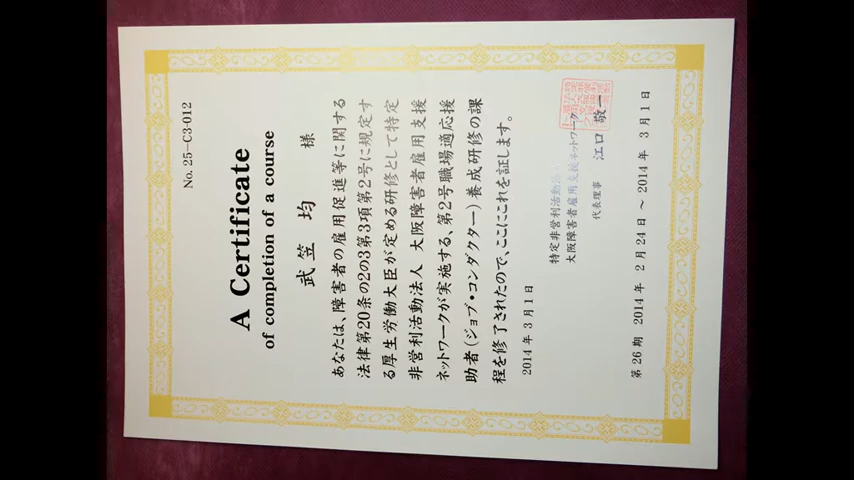 No. 25-C3-012
A Certificate
of completion of a course
武笠 均 様
あなたは、障害者の雇用促進等に関する
法律第20条の2の3第3項第2号に規定す
る厚生労働大臣が定める研修として特定
非営利活動法人 大阪障害者雇用支援
ネットワークが実施する、第2号職場適応援
助者(ジョブ・コンダクター)養成研修の課
程を修了されたので、ここにこれを証します。
2014年3月1日
特定非営利活動法人
大阪障害者雇用支援ネットワーク
代表理事 江口 敬一
第26期 2014年 2月24日 ~ 2014年 3月1日